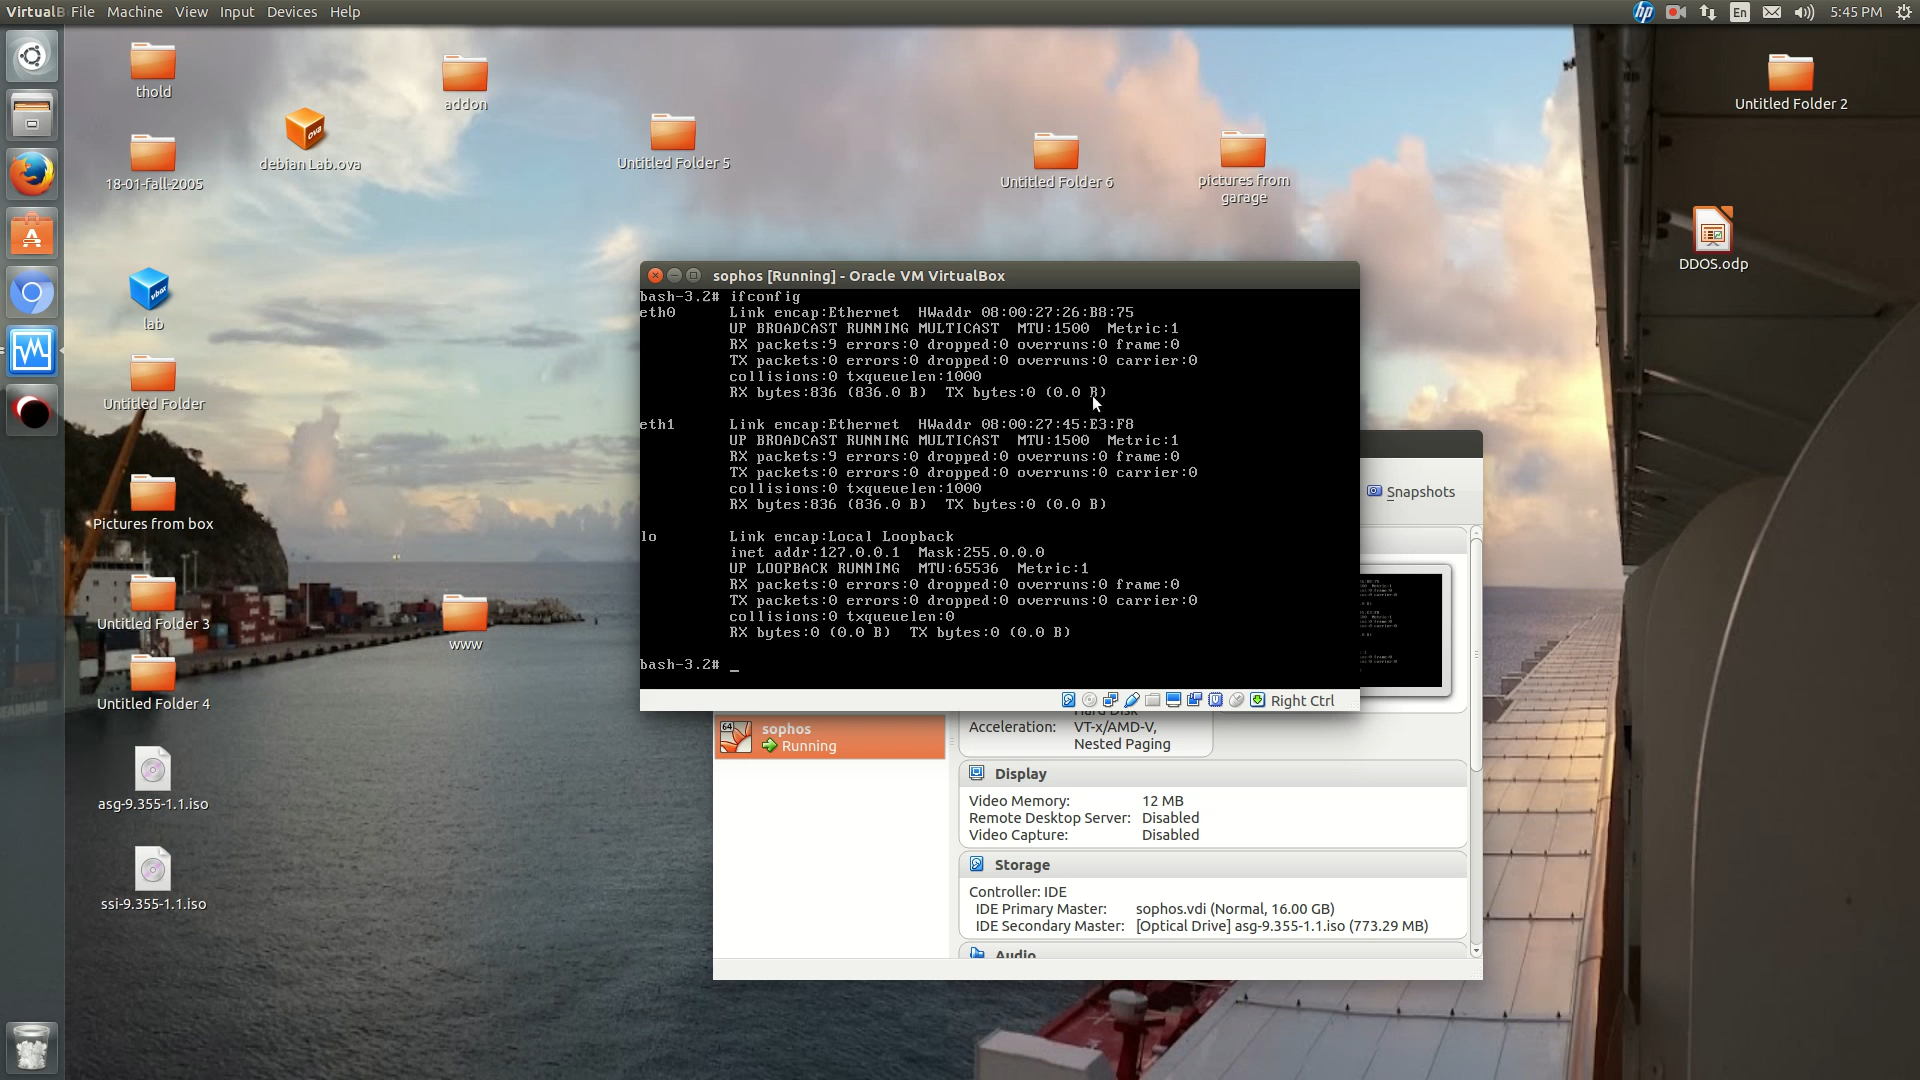 VirtualB File Machine View Input Devices Help
hp En 5:45 PM
thold
addon
Untitled Folder 2
debian Lab.ova
18-01-fall-2005
Untitled Folder 5
Untitled Folder 6
pictures from
garage
DDOS.odp
lab
Untitled Folder
Pictures from box
Untitled Folder 3
www
Untitled Folder 4
asg-9.355-1.1.iso
ssi-9.355-1.1.iso
sophos [Running] - Oracle VM VirtualBox
bash-3.2# ifconfig
eth0 Link encap:Ethernet HWaddr 08:00:27:26:B8:75
UP BROADCAST RUNNING MULTICAST MTU:1500 Metric:1
RX packets:9 errors:0 dropped:0 overruns:0 frame:0
TX packets:0 errors:0 dropped:0 overruns:0 carrier:0
collisions:0 txqueuelen:1000
RX bytes:836 (836.0 B) TX bytes:0 (0.0 B)
eth1 Link encap:Ethernet HWaddr 08:00:27:45:E3:F8
UP BROADCAST RUNNING MULTICAST MTU:1500 Metric:1
RX packets:9 errors:0 dropped:0 overruns:0 frame:0
TX packets:0 errors:0 dropped:0 overruns:0 carrier:0
collisions:0 txqueuelen:1000
RX bytes:836 (836.0 B) TX bytes:0 (0.0 B)
lo Link encap:Local Loopback
inet addr:127.0.0.1 Mask:255.0.0.0
UP LOOPBACK RUNNING MTU:65536 Metric:1
RX packets:0 errors:0 dropped:0 overruns:0 frame:0
TX packets:0 errors:0 dropped:0 overruns:0 carrier:0
collisions:0 txqueuelen:0
RX bytes:0 (0.0 B) TX bytes:0 (0.0 B)
bash-3.2# _
Right Ctrl
Snapshots
64 sophos
Running
Hard Disk
Acceleration: VT-x/AMD-V,
Nested Paging
Display
Video Memory: 12 MB
Remote Desktop Server: Disabled
Video Capture: Disabled
Storage
Controller: IDE
IDE Primary Master: sophos.vdi (Normal, 16.00 GB)
IDE Secondary Master: [Optical Drive] asg-9.355-1.1.iso (773.29 MB)
Audio